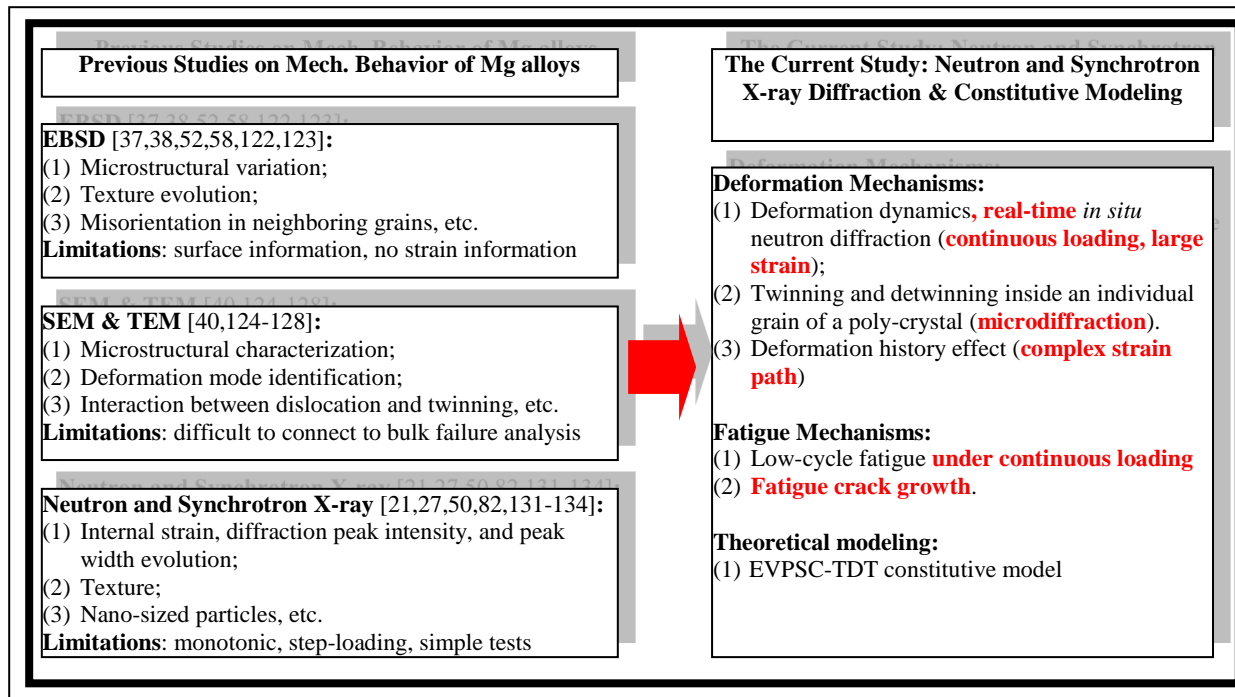 Previous Studies on Mech. Behavior of Mg alloys
EBSD [37,38,52,58,122,123]:
(1) Microstructural variation;
(2) Texture evolution;
(3) Misorientation in neighboring grains, etc.
Limitations: surface information, no strain information
SEM & TEM [40,124-128]:
(1) Microstructural characterization;
(2) Deformation mode identification;
(3) Interaction between dislocation and twinning, etc.
Limitations: difficult to connect to bulk failure analysis
Neutron and Synchrotron X-ray [21,27,50,82,131-134]:
(1) Internal strain, diffraction peak intensity, and peak
width evolution;
(2) Texture;
(3) Nano-sized particles, etc.
Limitations: monotonic, step-loading, simple tests
The Current Study: Neutron and Synchrotron
X-ray Diffraction & Constitutive Modeling
Deformation Mechanisms:
(1) Deformation dynamics, real-time in situ
neutron diffraction (continuous loading, large
strain);
(2) Twinning and detwinning inside an individual
grain of a poly-crystal (microdiffraction).
(3) Deformation history effect (complex strain
path)
Fatigue Mechanisms:
(1) Low-cycle fatigue under continuous loading
(2) Fatigue crack growth.
Theoretical modeling:
(1) EVPSC-TDT constitutive model